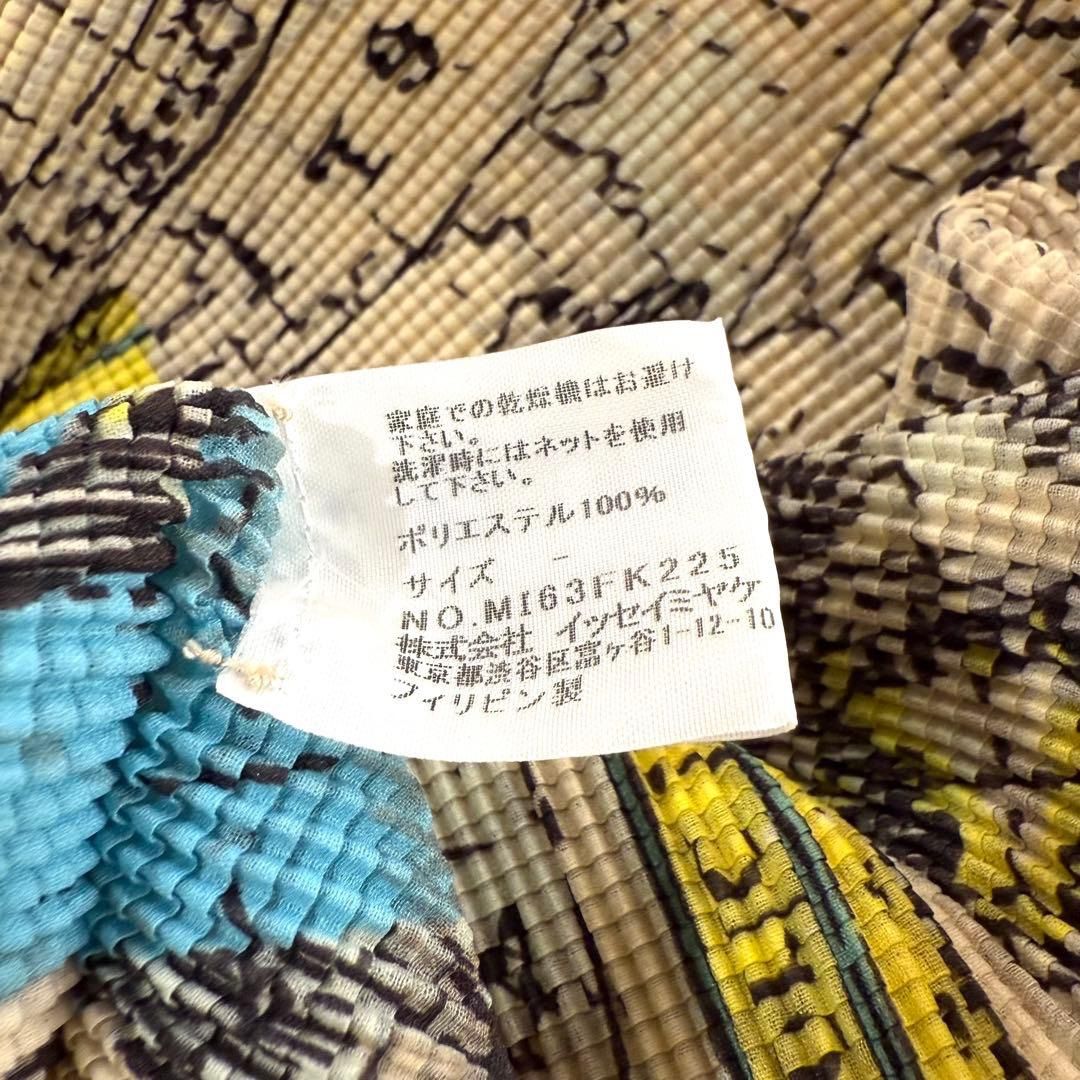 家庭での乾燥機はお避け
下さい。
洗濯時にはネットを使用
して下さい。
ポリエステル100%
サイズ -
NO.MI63FK225
株式会社 イッセイミヤケ
東京都渋谷区富ヶ谷1-12-10
フィリピン製